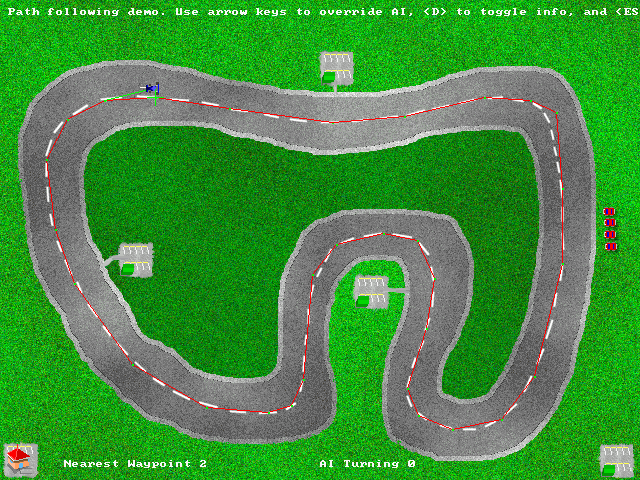 Path following demo. Use arrow keys to override AI, <D> to toggle info, and <ES
Nearest Waypoint 2
AI Turning 0